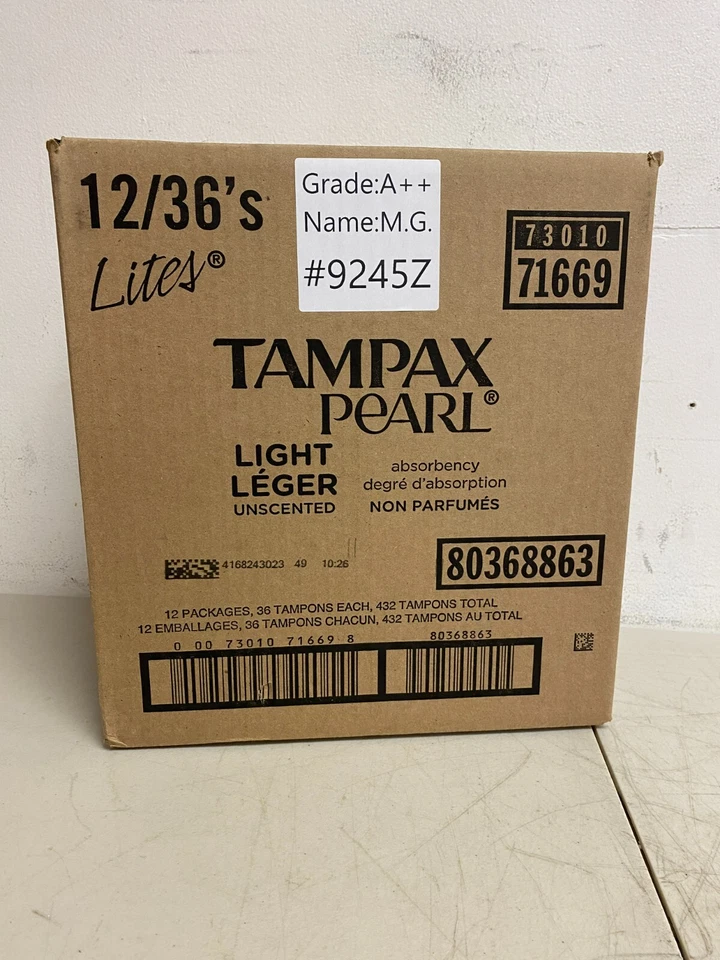 12/36's
Lites®
Grade:A++
Name:M.G.
#9245Z
73010
71669
TAMPAX
PEARL®
LIGHT
LÉGER
UNSCENTED
absorbency
degré d'absorption
NON PARFUMÉS
4168243023 49 10:26
80368863
12 PACKAGES, 36 TAMPONS EACH, 432 TAMPONS TOTAL
12 EMBALLAGES, 36 TAMPONS CHACUN, 432 TAMPONS AU TOTAL
0 00 73010 71669 8
80368863